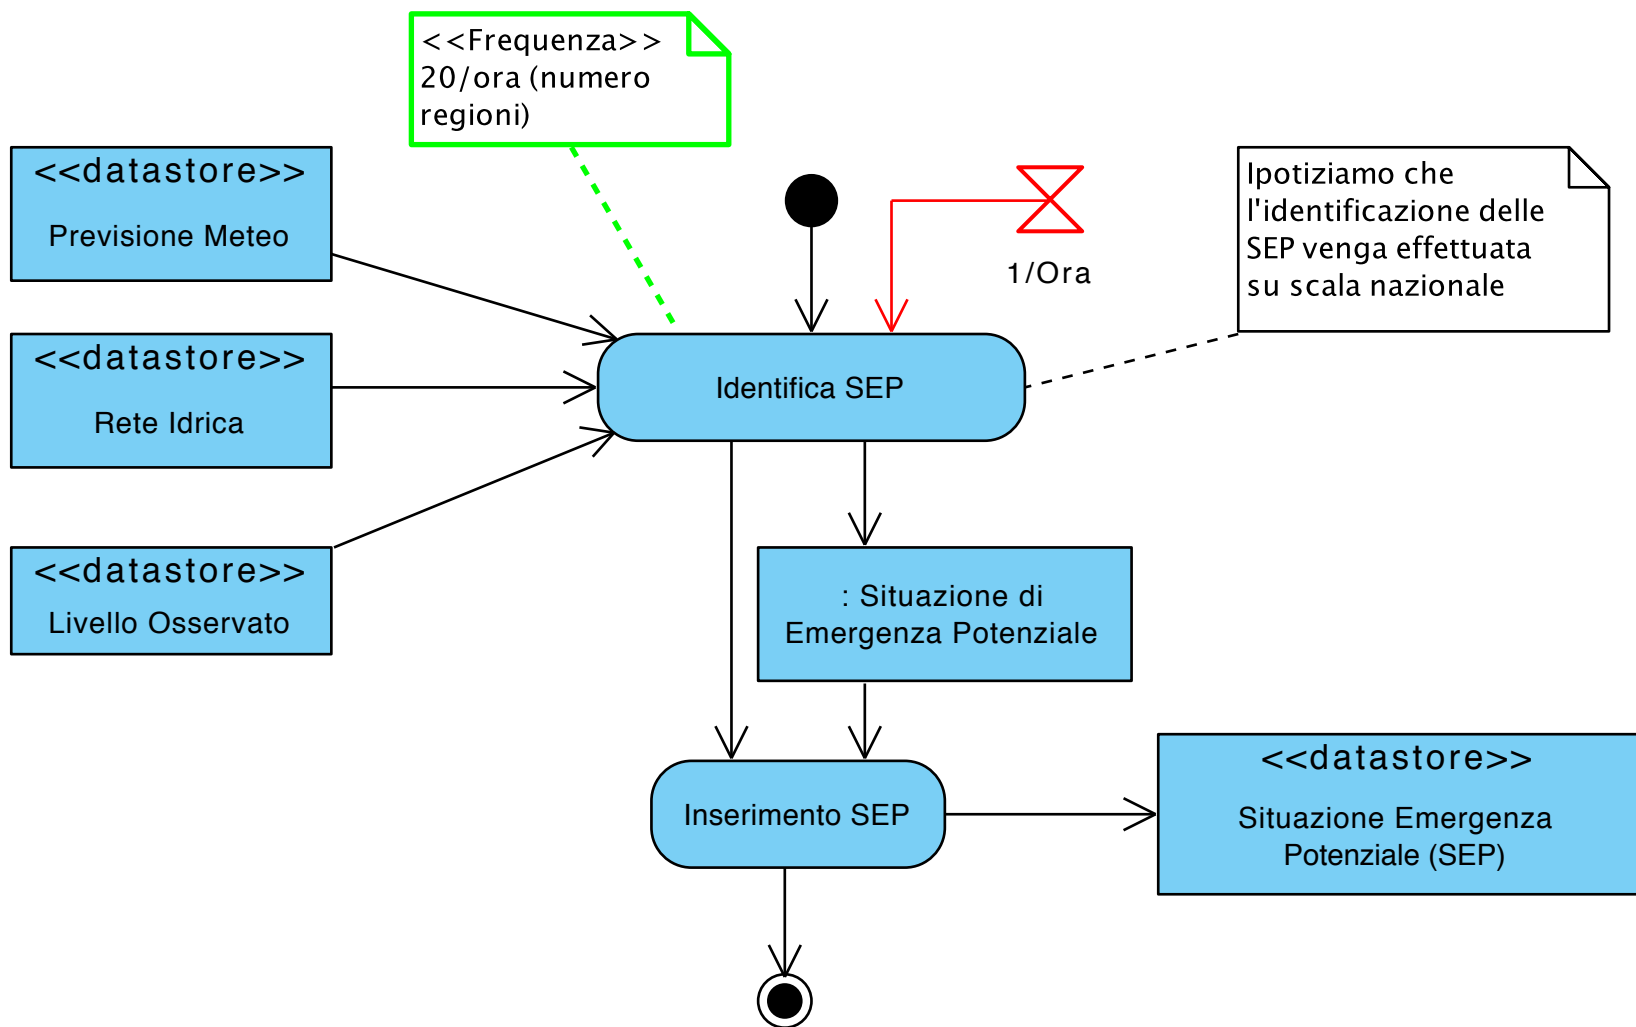 <<Frequenza>>
20/ora (numero
regioni)
<<datastore>>
Previsione Meteo
Ipotiziamo che
l'identificazione delle
SEP venga effettuata
su scala nazionale
1/Ora
<<datastore>>
Rete Idrica
Identifica SEP
<<datastore>>
Livello Osservato
: Situazione di
Emergenza Potenziale
Inserimento SEP
<<datastore>>
Situazione Emergenza
Potenziale (SEP)